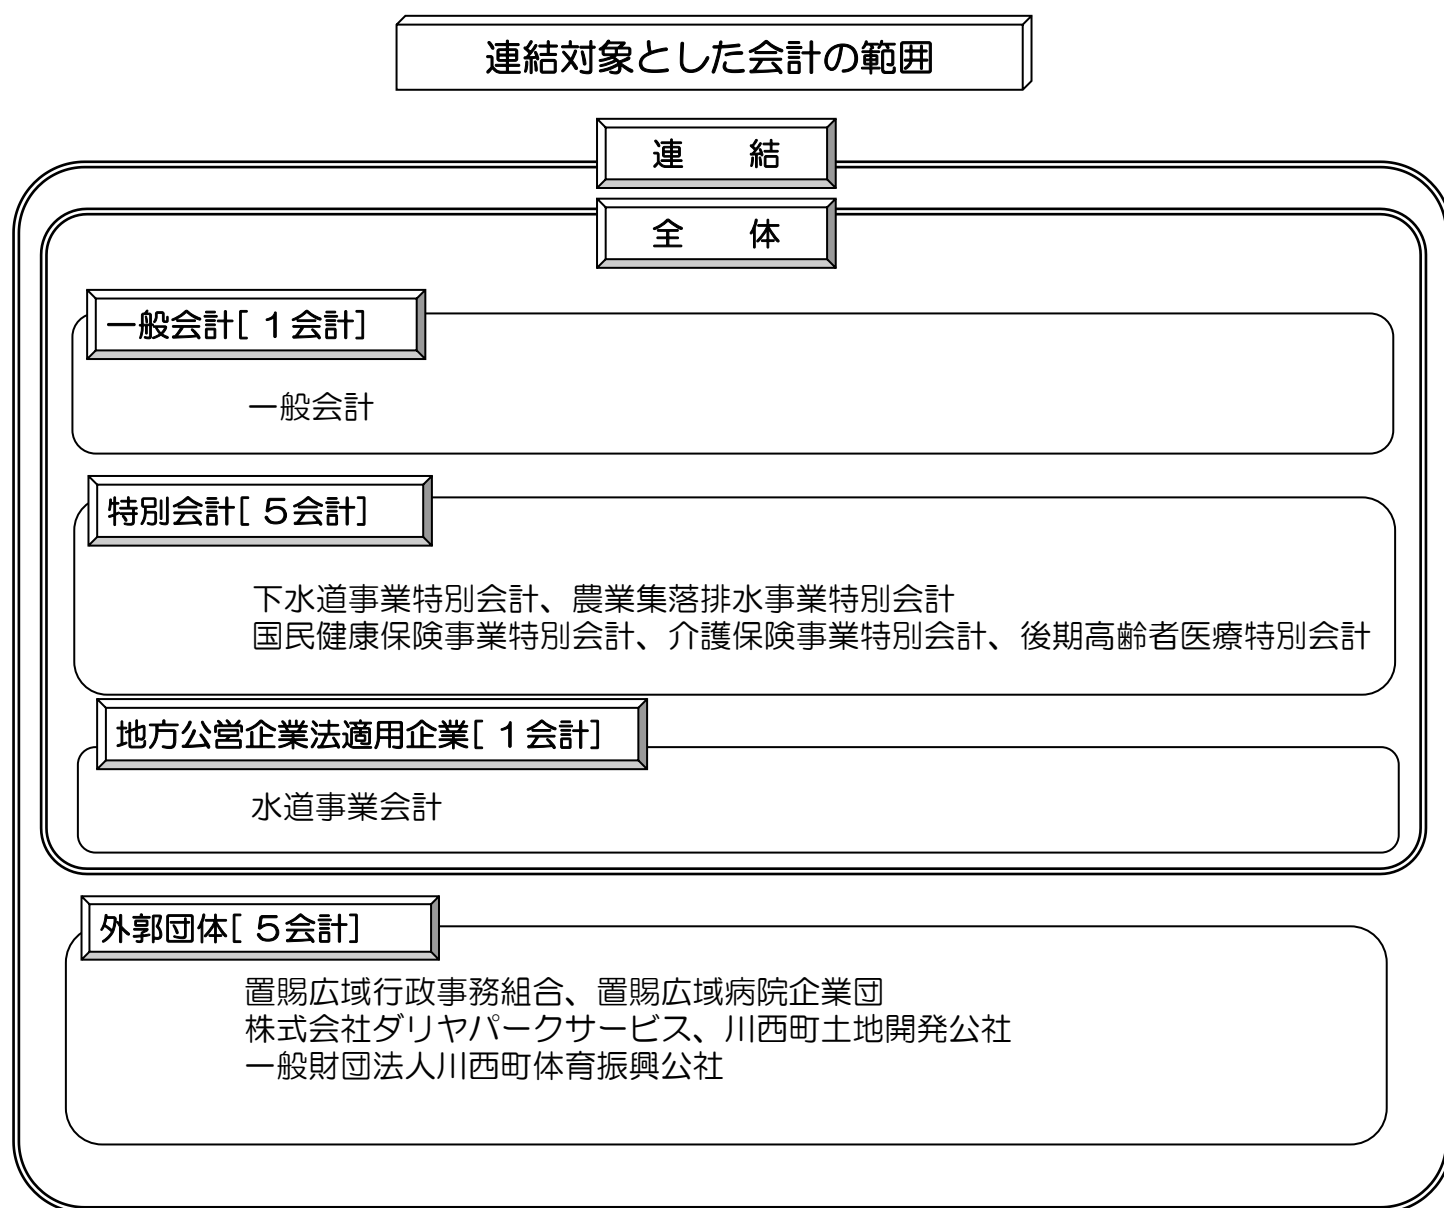 連結対象とした会計の範囲
連　　結
全　　体
一般会計[ １会計]
一般会計
特別会計[ ５会計]
下水道事業特別会計、農業集落排水事業特別会計
国民健康保険事業特別会計、介護保険事業特別会計、後期高齢者医療特別会計
地方公営企業法適用企業[ １会計]
水道事業会計
外郭団体[ ５会計]
置賜広域行政事務組合、置賜広域病院企業団
株式会社ダリヤパークサービス、川西町土地開発公社
一般財団法人川西町体育振興公社